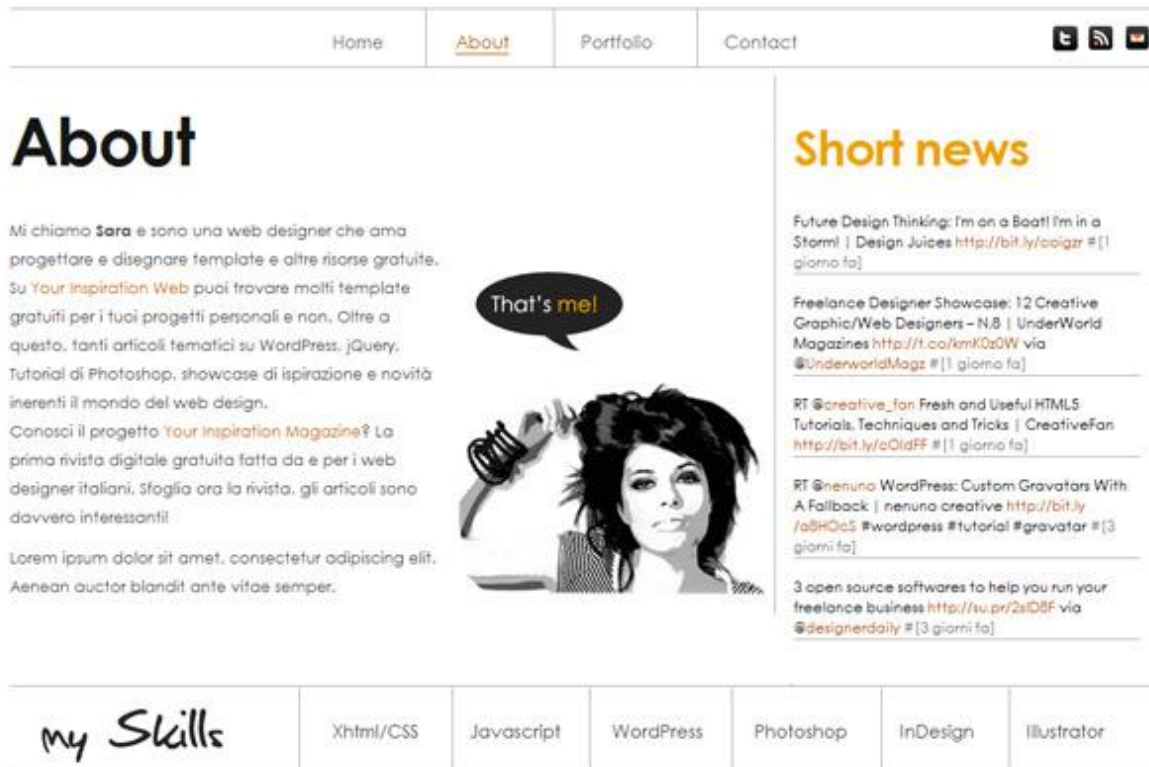 Home About Portfolio Contact
About
Mi chiamo Sara e sono una web designer che ama
progettare e disegnare template e altre risorse gratuite.
Su Your Inspiration Web puoi trovare molti template
gratuiti per i tuoi progetti personali e non. Oltre a
questo, tanti articoli tematici su WordPress, jQuery,
Tutorial di Photoshop, showcase di ispirazione e novità
inerenti il mondo del web design.
Conosci il progetto Your Inspiration Magazine? La
prima rivista digitale gratuita fatta da e per i web
designer italiani. Sfoglia ora la rivista, gli articoli sono
davvero interessanti!
Lorem ipsum dolor sit amet, consectetur adipiscing elit.
Aenean auctor blandit ante vitae semper.
That's me!
Short news
Future Design Thinking: I'm on a Boat! I'm in a
Storm! | Design Juices http://bit.ly/coigzr #[1
giorno fa]
Freelance Designer Showcase: 12 Creative
Graphic/Web Designers – N.8 | UnderWorld
Magazines http://t.co/kmK0z0W via
@UnderworldMagz #[1 giorno fa]
RT @creative_fan Fresh and Useful HTML5
Tutorials, Techniques and Tricks | CreativeFan
http://bit.ly/cOIdFF #[1 giorno fa]
RT @nenuno WordPress: Custom Gravatars With
A Fallback | nenuno creative http://bit.ly
/a8HOcS #wordpress #tutorial #gravatar #[3
giorni fa]
3 open source softwares to help you run your
freelance business http://su.pr/2slD8F via
@designerdaily #[3 giorni fa]
my Skills Xhtml/CSS Javascript WordPress Photoshop InDesign Illustrator